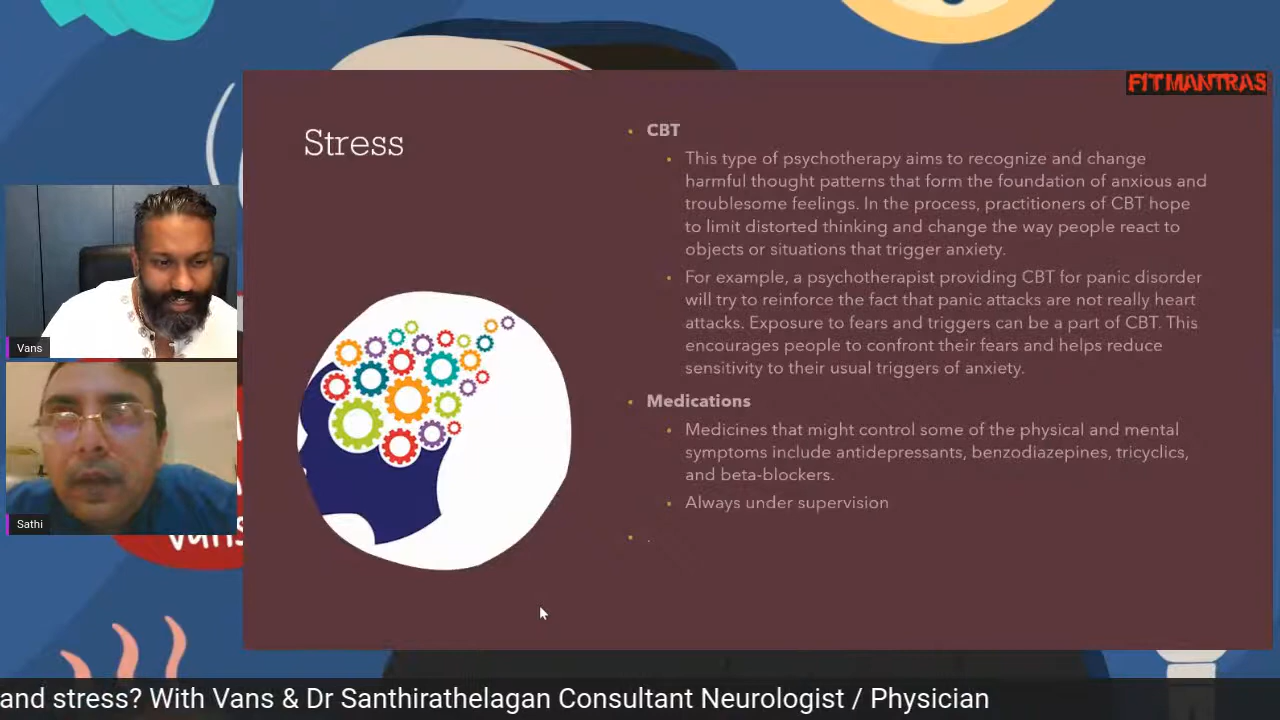 FITMANTRAS
Stress
CBT
This type of psychotherapy aims to recognize and change
harmful thought patterns that form the foundation of anxious and
troublesome feelings. In the process, practitioners of CBT hope
to limit distorted thinking and change the way people react to
objects or situations that trigger anxiety.
For example, a psychotherapist providing CBT for panic disorder
will try to reinforce the fact that panic attacks are not really heart
attacks. Exposure to fears and triggers can be a part of CBT. This
encourages people to confront their fears and helps reduce
sensitivity to their usual triggers of anxiety.
Medications
Medicines that might control some of the physical and mental
symptoms include antidepressants, benzodiazepines, tricyclics,
and beta-blockers.
Always under supervision
.
Vans
Sathi
and stress? With Vans & Dr Santhirathelagan Consultant Neurologist / Physician